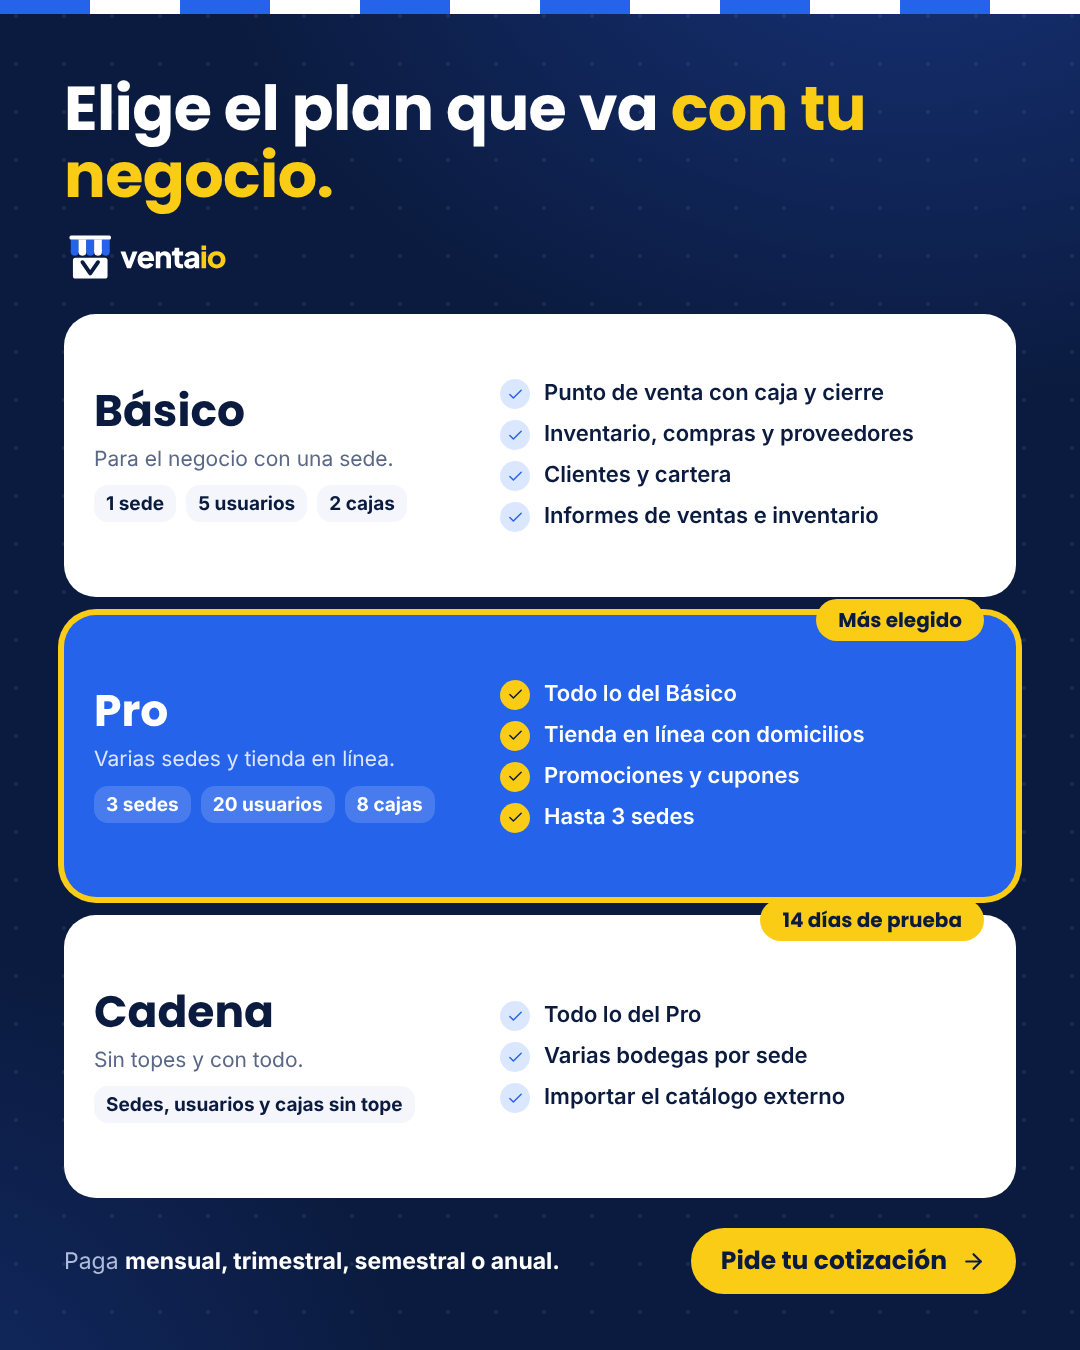 Elige el plan que va con tu
negocio.
ventaio
Básico
Para el negocio con una sede.
1 sede 5 usuarios 2 cajas
Punto de venta con caja y cierre
Inventario, compras y proveedores
Clientes y cartera
Informes de ventas e inventario
Más elegido
Pro
Varias sedes y tienda en línea.
3 sedes 20 usuarios 8 cajas
Todo lo del Básico
Tienda en línea con domicilios
Promociones y cupones
Hasta 3 sedes
14 días de prueba
Cadena
Sin topes y con todo.
Sedes, usuarios y cajas sin tope
Todo lo del Pro
Varias bodegas por sede
Importar el catálogo externo
Paga mensual, trimestral, semestral o anual.
Pide tu cotización →